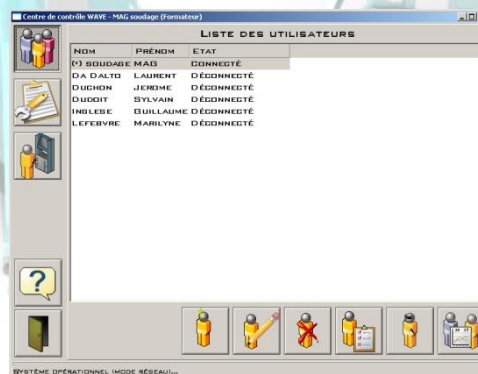 Centre de contrôle WAVE - MAG soudage (Formateur)
LISTE DES UTILISATEURS
NOM PRÉNOM ETAT
(*) SOUDAGE MAG CONNECTÉ
DA DALTO LAURENT DÉCONNECTÉ
DUCHON JEROME DÉCONNECTÉ
DUDOIT SYLVAIN DÉCONNECTÉ
INGLESE GUILLAUME DÉCONNECTÉ
LEFEBVRE MARILYNE DÉCONNECTÉ
?
SYSTÈME OPÉRATIONNEL (MODE RÉSEAU)...